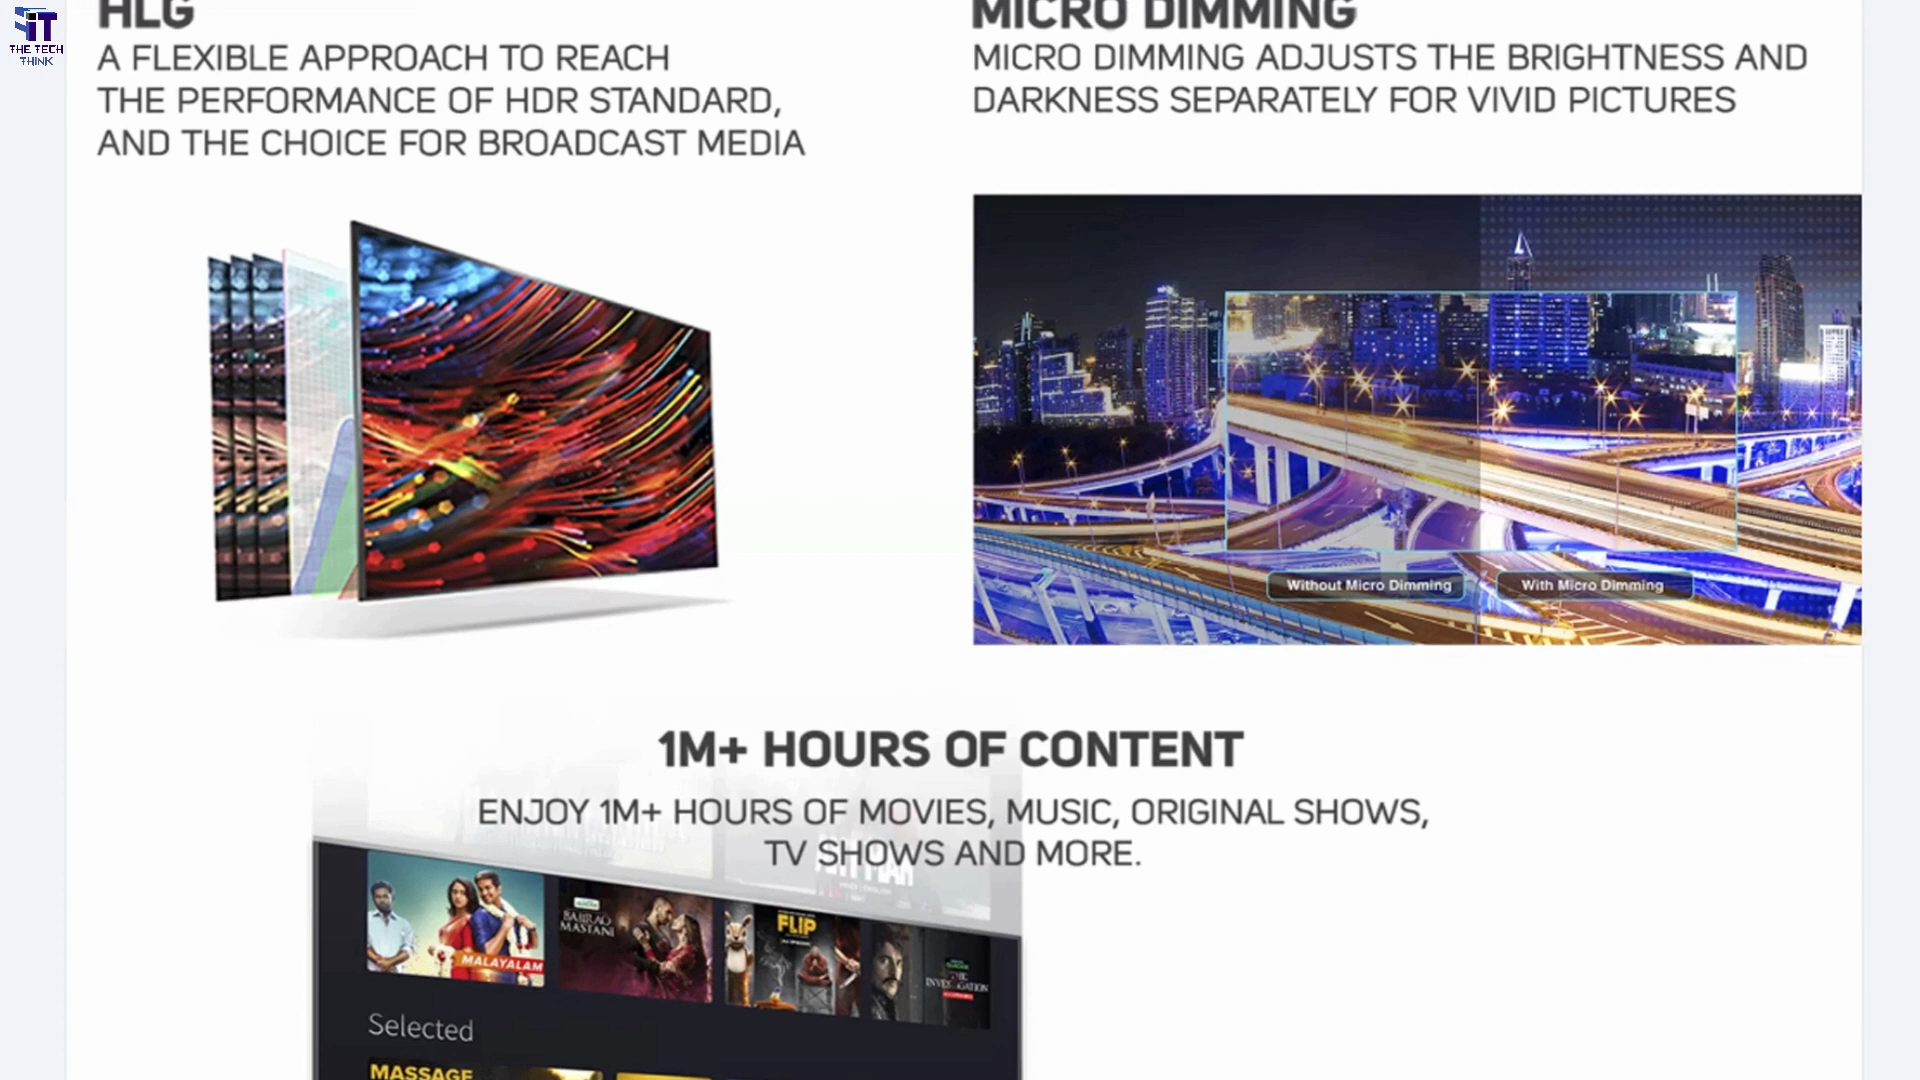 THE TECH
THINK
HLG
A FLEXIBLE APPROACH TO REACH
THE PERFORMANCE OF HDR STANDARD,
AND THE CHOICE FOR BROADCAST MEDIA
MICRO DIMMING
MICRO DIMMING ADJUSTS THE BRIGHTNESS AND
DARKNESS SEPARATELY FOR VIVID PICTURES
Without Micro Dimming
With Micro Dimming
1M+ HOURS OF CONTENT
ENJOY 1M+ HOURS OF MOVIES, MUSIC, ORIGINAL SHOWS,
TV SHOWS AND MORE.
MALAYALAM
BAJIRAO
MASTANI
FLIP
INVESTIGATION
Selected
MASSAGE